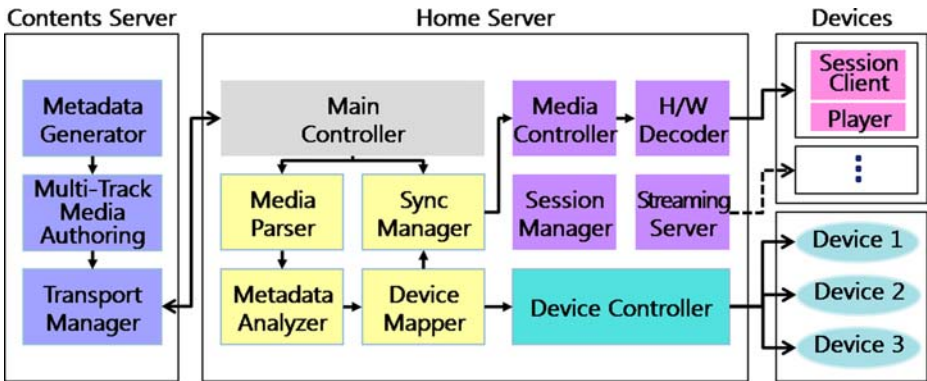 Contents Server
Home Server
Devices
Metadata
Generator
Multi-Track
Media
Authoring
Transport
Manager
Main
Controller
Media
Parser
Sync
Manager
Metadata
Analyzer
Device
Mapper
Media
Controller
H/W
Decoder
Session
Manager
Streaming
Server
Device Controller
Session
Client
Player
Device 1
Device 2
Device 3